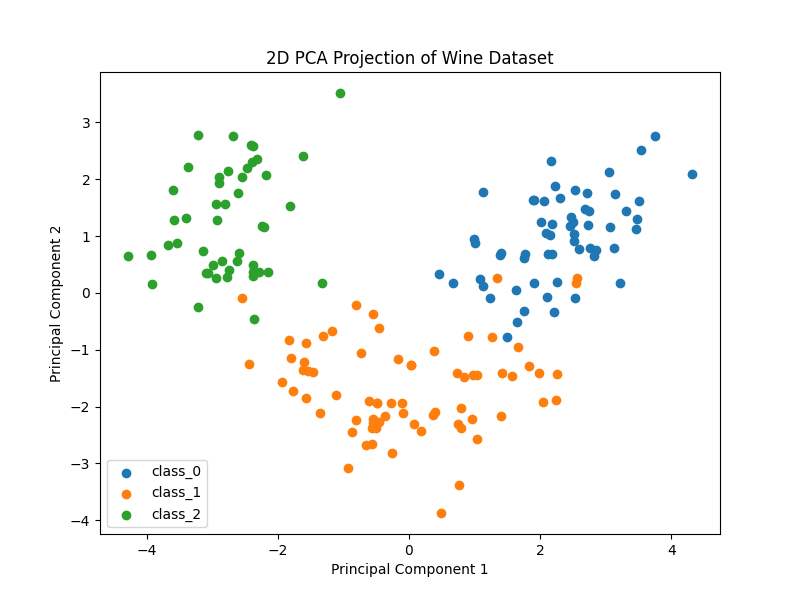 2D PCA Projection of Wine Dataset
Principal Component 2
3
2
1
0
−1
−2
−3
−4
class_0
class_1
class_2
−4
−2
0
2
4
Principal Component 1